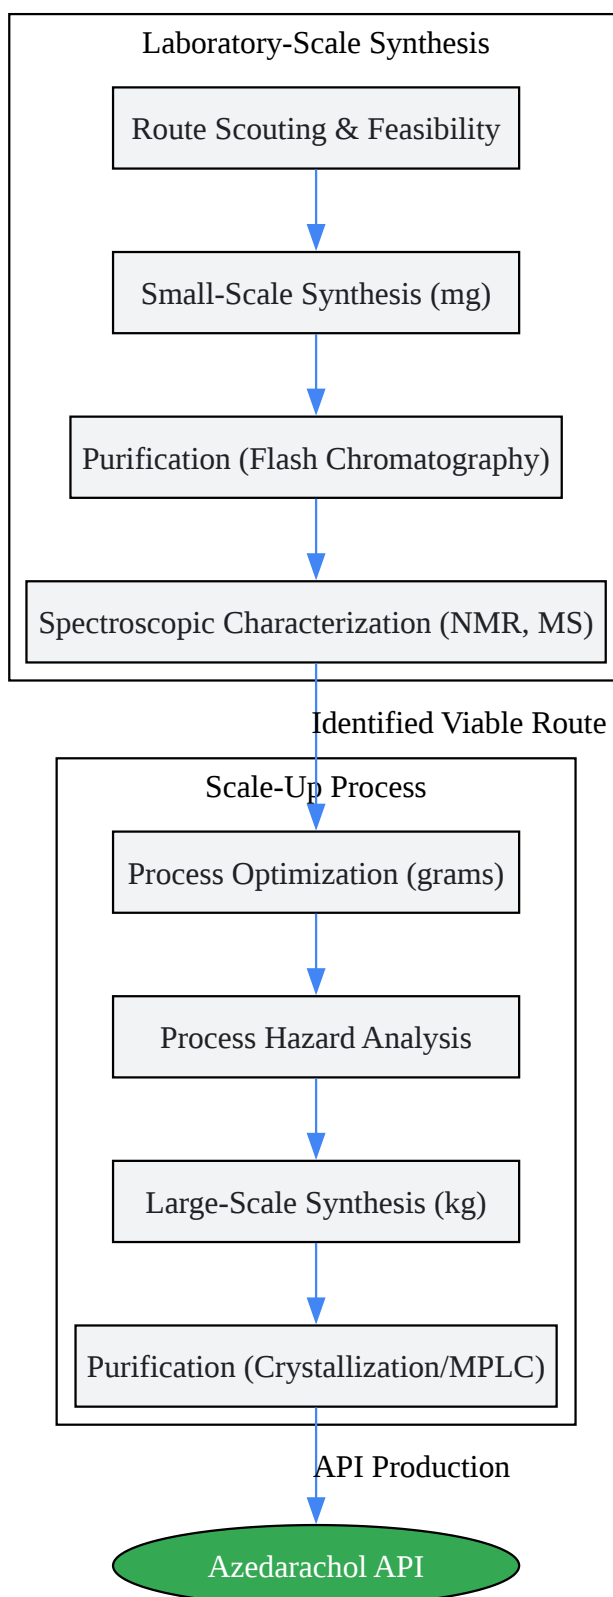 Laboratory-Scale Synthesis
Route Scouting & Feasibility
Small-Scale Synthesis (mg)
Purification (Flash Chromatography)
Spectroscopic Characterization (NMR, MS)
Identified Viable Route
Scale-Up Process
Process Optimization (grams)
Process Hazard Analysis
Large-Scale Synthesis (kg)
Purification (Crystallization/MPLC)
API Production
Azedarachol API